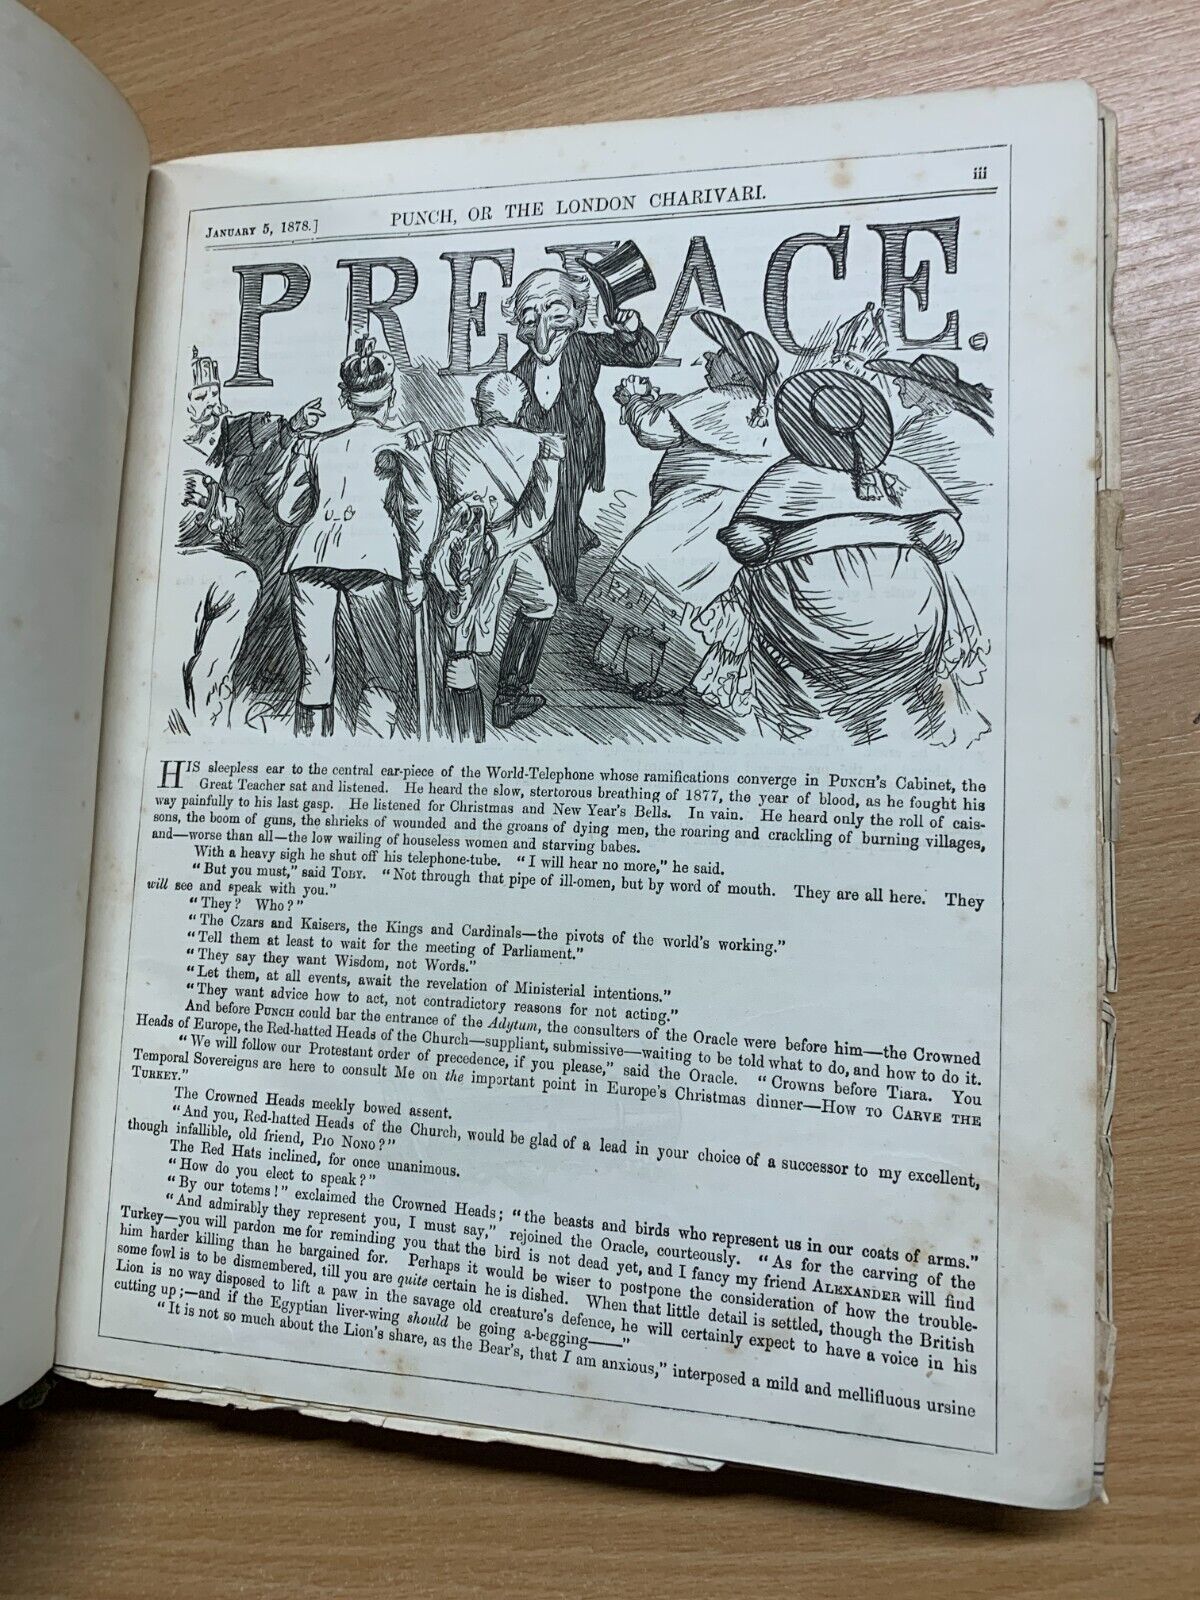 January 5, 1878.]
PUNCH, OR THE LONDON CHARIVARI.
iii
PREFACE.
His sleepless ear to the central ear-piece of the World-Telephone whose ramifications converge in Punch's Cabinet, the
Great Teacher sat and listened. He heard the slow, stertorous breathing of 1877, the year of blood, as he fought his
way painfully to his last gasp. He listened for Christmas and New Year's Bells. In vain. He heard only the roll of cais-
sons, the boom of guns, the shrieks of wounded and the groans of dying men, the roaring and crackling of burning villages,
and—worse than all—the low wailing of houseless women and starving babes.
With a heavy sigh he shut off his telephone-tube. "I will hear no more," he said.
"But you must," said Toby. "Not through that pipe of ill-omen, but by word of mouth. They are all here. They
will see and speak with you."
"They? Who?"
"The Czars and Kaisers, the Kings and Cardinals—the pivots of the world's working."
"Tell them at least to wait for the meeting of Parliament."
"They say they want Wisdom, not Words."
"Let them, at all events, await the revelation of Ministerial intentions."
"They want advice how to act, not contradictory reasons for not acting."
And before Punch could bar the entrance of the Adytum, the consulters of the Oracle were before him—the Crowned
Heads of Europe, the Red-hatted Heads of the Church—suppliant, submissive—waiting to be told what to do, and how to do it.
"We will follow our Protestant order of precedence, if you please," said the Oracle. "Crowns before Tiara. You
Temporal Sovereigns are here to consult Me on the important point in Europe's Christmas dinner—How to Carve the
Turkey."
The Crowned Heads meekly bowed assent.
"And you, Red-hatted Heads of the Church, would be glad of a lead in your choice of a successor to my excellent,
though infallible, old friend, Pio Nono?"
The Red Hats inclined, for once unanimous.
"How do you elect to speak?"
"By our totems!" exclaimed the Crowned Heads; "the beasts and birds who represent us in our coats of arms."
"And admirably they represent you, I must say," rejoined the Oracle, courteously. "As for the carving of the
Turkey—you will pardon me for reminding you that the bird is not dead yet, and I fancy my friend Alexander will find
him harder killing than he bargained for. Perhaps it would be wiser to postpone the consideration of how the trouble-
some fowl is to be dismembered, till you are quite certain he is dished. When that little detail is settled, though the British
Lion is no way disposed to lift a paw in the savage old creature's defence, he will certainly expect to have a voice in his
cutting up;—and if the Egyptian liver-wing should be going a-begging——"
"It is not so much about the Lion's share, as the Bear's, that I am anxious," interposed a mild and mellifluous ursine